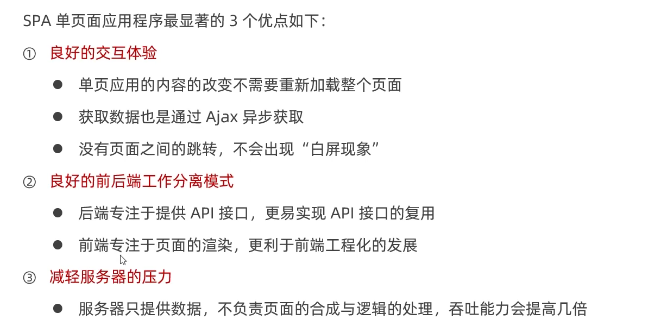 SPA 单页面应用程序最显著的 3 个优点如下：
① 良好的交互体验
● 单页应用的内容的改变不需要重新加载整个页面
● 获取数据也是通过 Ajax 异步获取
● 没有页面之间的跳转，不会出现“白屏现象”
② 良好的前后端工作分离模式
● 后端专注于提供 API 接口，更易实现 API 接口的复用
● 前端专注于页面的渲染，更利于前端工程化的发展
③ 减轻服务器的压力
● 服务器只提供数据，不负责页面的合成与逻辑的处理，吞吐能力会提高几倍